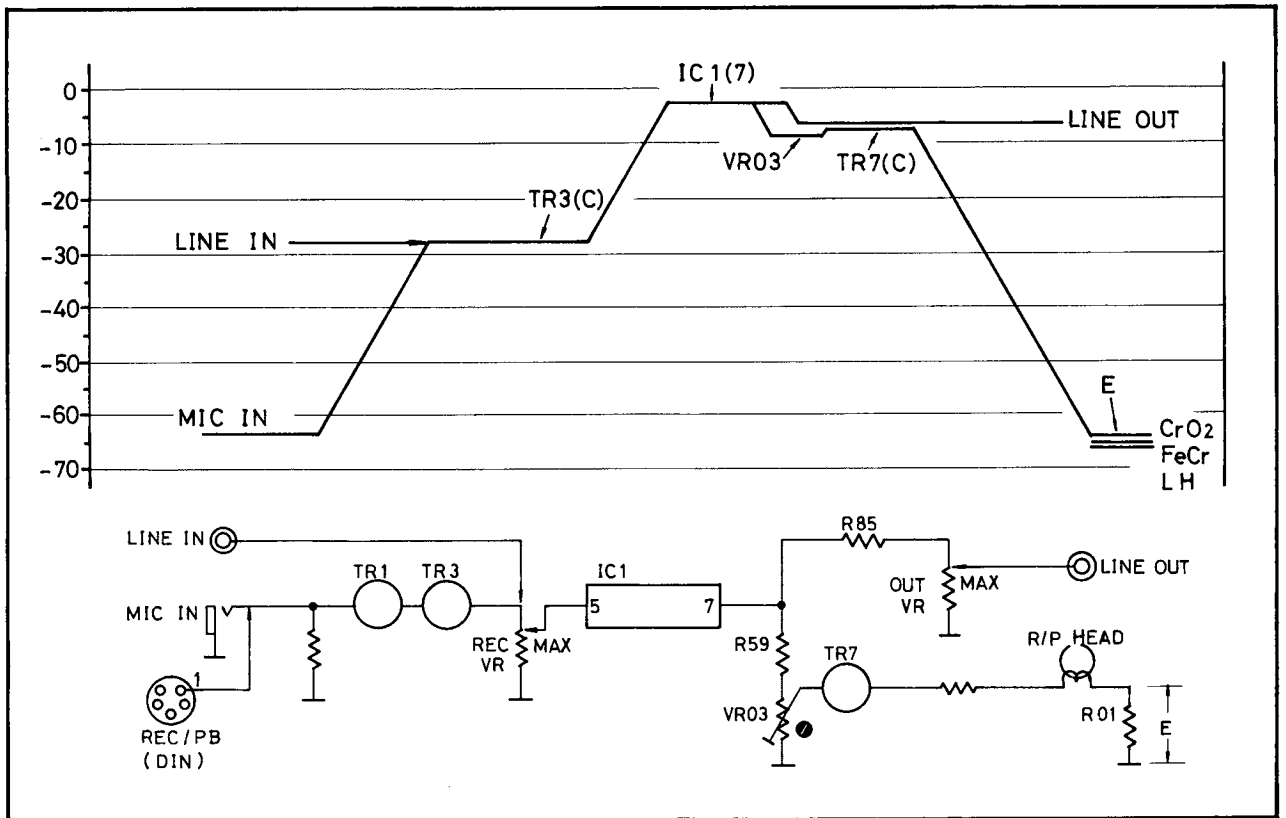 IC1(7)
0
LINE OUT
-10
VR03
TR7(C)
-20
TR3(C)
LINE IN
-30
-40
-50
E
-60
MIC IN
CrO2
FeCr
-70
LH
R85
LINE IN
TR1
TR3
IC1
LINE OUT
OUT VR
MAX
MIC IN
5
7
REC VR
MAX
R59
TR7
R/P HEAD
1
VR03
R01
E
REC/PB
(DIN)